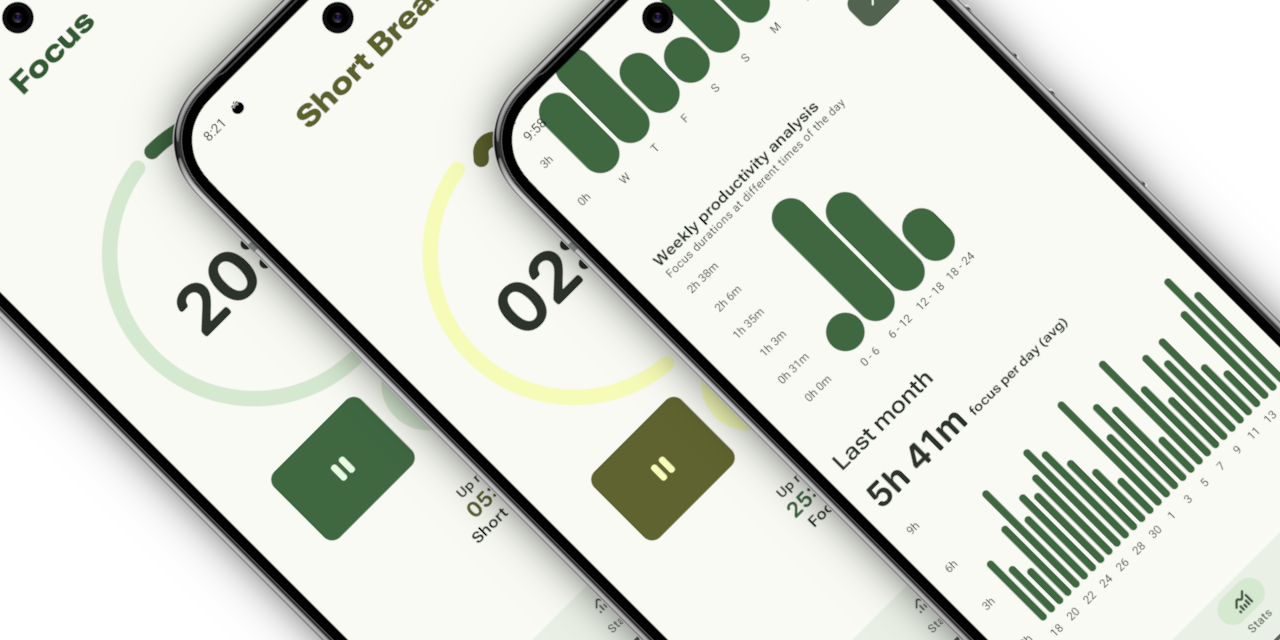 Focus
20:
Up n
05:
Short
Sta
8:21
Short Brea
02:
Up n
25:
Foc
Sta
9:58
3h
0h
W
T
F
S
S
M
Weekly productivity analysis
Focus durations at different times of the day
2h 38m
2h 6m
1h 35m
1h 3m
0h 31m
0h 0m
0 - 6
6 - 12
12 - 18
18 - 24
Last month
5h 41m focus per day (avg)
9h
6h
3h
18 20 22 24 26 28 30 1 3 5 7 9 11 13
Stats